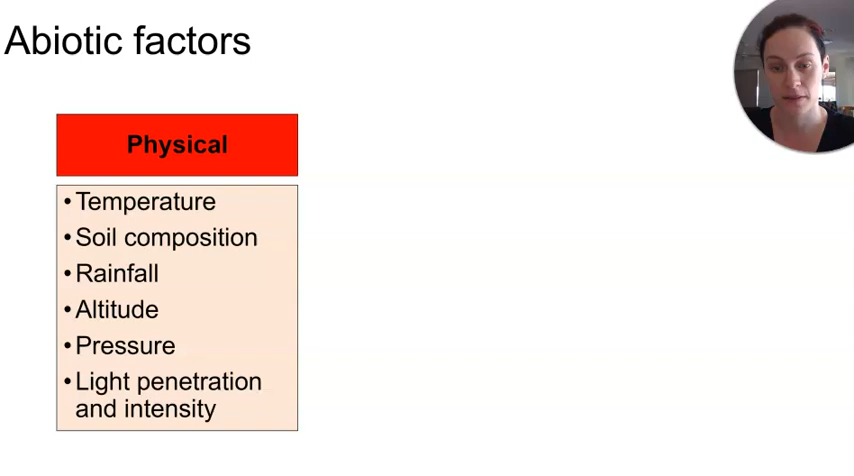 Abiotic factors
Physical
•Temperature
•Soil composition
•Rainfall
•Altitude
•Pressure
•Light penetration
and intensity